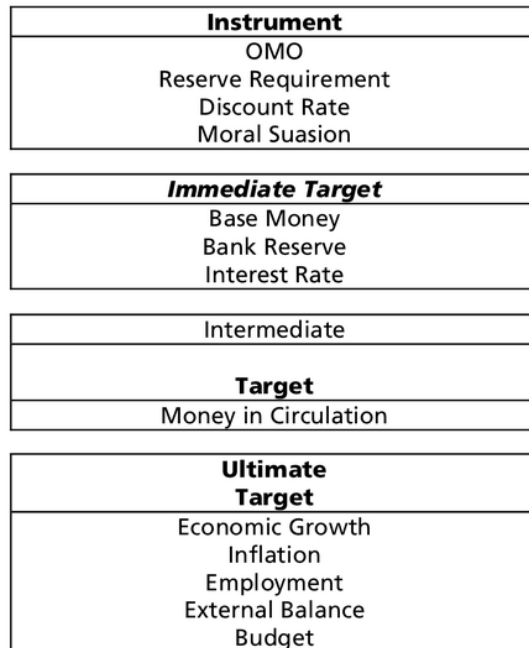 Instrument
OMO
Reserve Requirement
Discount Rate
Moral Suasion
Immediate Target
Base Money
Bank Reserve
Interest Rate
Intermediate
Target
Money in Circulation
Ultimate
Target
Economic Growth
Inflation
Employment
External Balance
Budget